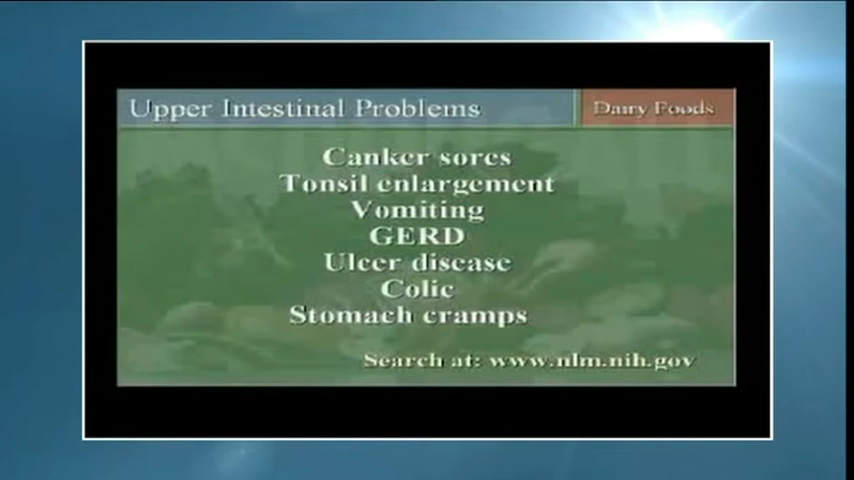 Upper Intestinal Problems
Dairy Foods
Canker sores
Tonsil enlargement
Vomiting
GERD
Ulcer disease
Colic
Stomach cramps
Search at: www.nlm.nih.gov